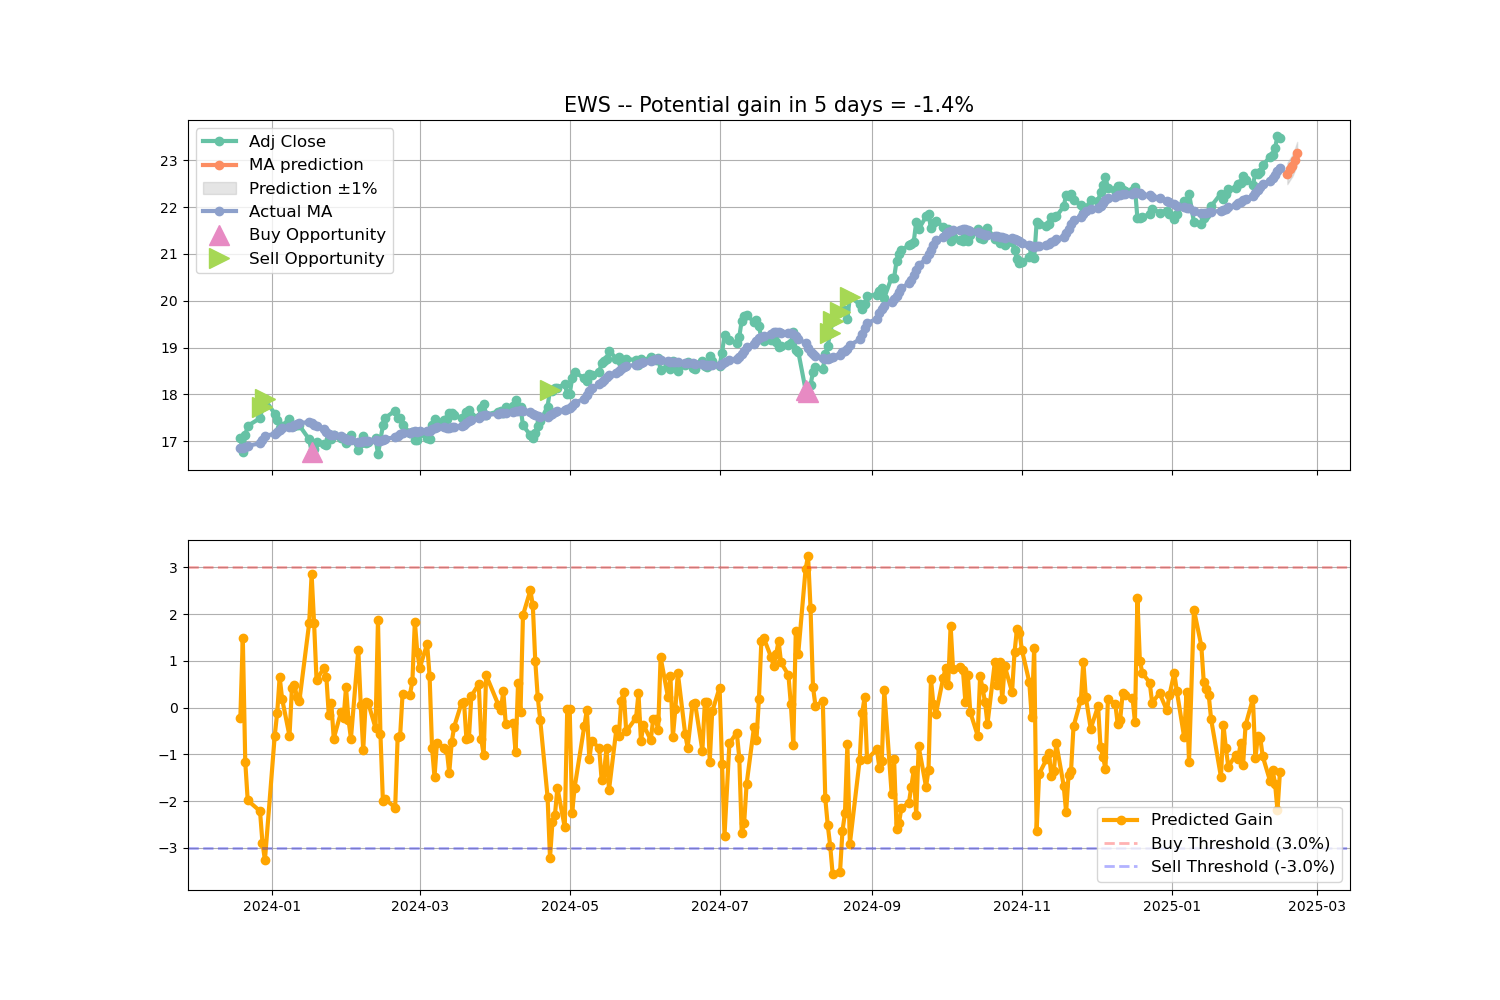 EWS -- Potential gain in 5 days = -1.4%
Adj Close
MA prediction
Prediction ±1%
Actual MA
Buy Opportunity
Sell Opportunity
23
22
21
20
19
18
17
3
2
1
0
−1
−2
−3
Predicted Gain
Buy Threshold (3.0%)
Sell Threshold (-3.0%)
2024-01
2024-03
2024-05
2024-07
2024-09
2024-11
2025-01
2025-03